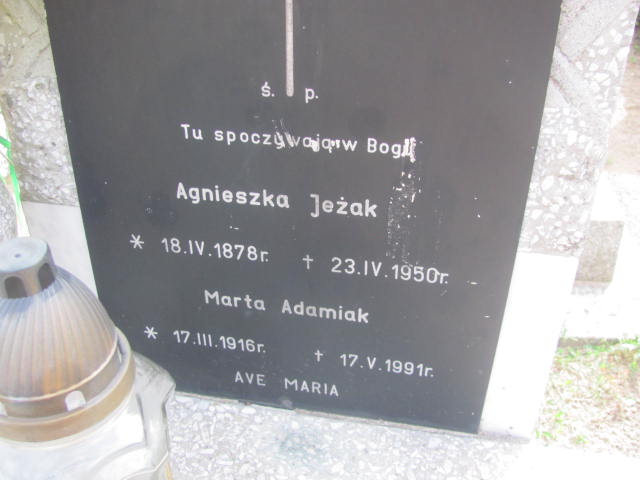 ś. p.
Tu spoczywają w Bogu
Agnieszka Jeżak
* 18.IV.1878r. † 23.IV.1950r.
Marta Adamiak
* 17.III.1916r. † 17.V.1991r.
AVE MARIA